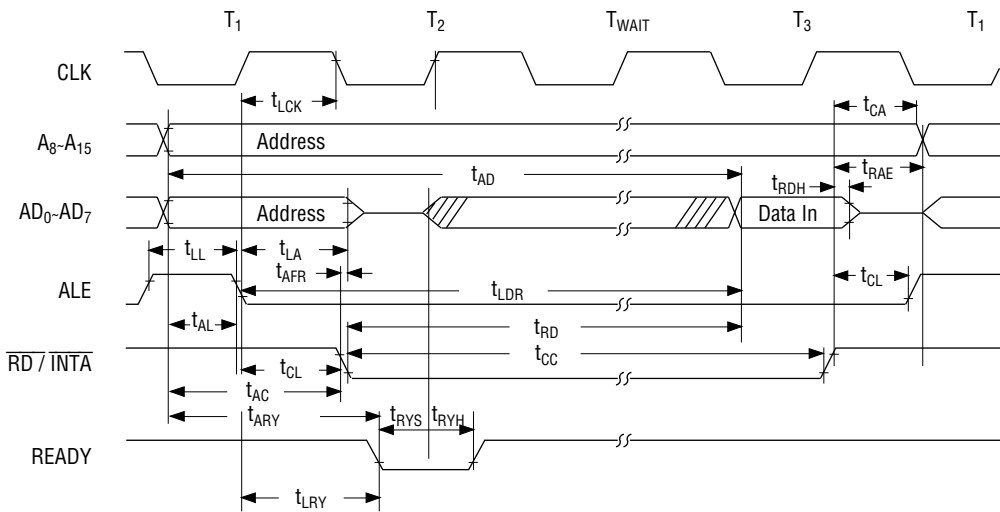 T1 T2 TWAIT T3 T1
CLK
tLCK tCA
A8~A15 Address
tAD tRAE
tRDH
AD0~AD7 Address Data In
tLL tLA
tAFR
ALE tLDR tCL
tAL tRD
RD / INTA tCL tCC
tAC
tARY tRYS tRYH
READY
tLRY